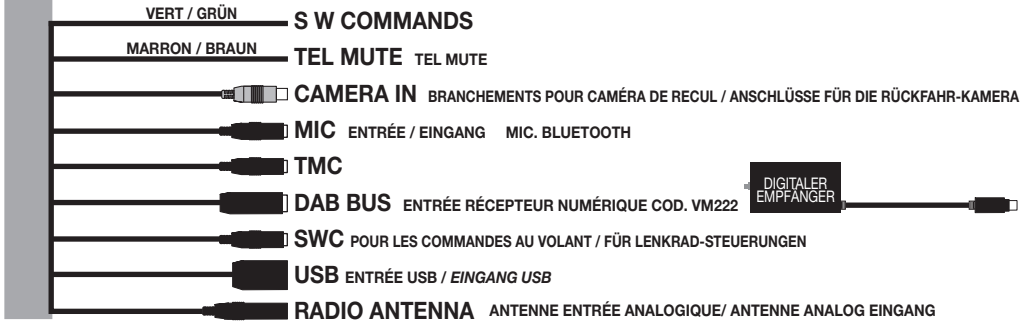 VERT / GRÜN S W COMMANDS
MARRON / BRAUN TEL MUTE TEL MUTE
CAMERA IN BRANCHEMENTS POUR CAMÉRA DE RECUL / ANSCHLÜSSE FÜR DIE RÜCKFAHR-KAMERA
MIC ENTRÉE / EINGANG MIC. BLUETOOTH
TMC
DAB BUS ENTRÉE RÉCEPTEUR NUMÉRIQUE COD. VM222
DIGITALER
EMPFÄNGER
SWC POUR LES COMMANDES AU VOLANT / FÜR LENKRAD-STEUERUNGEN
USB ENTRÉE USB / EINGANG USB
RADIO ANTENNA ANTENNE ENTRÉE ANALOGIQUE/ ANTENNE ANALOG EINGANG